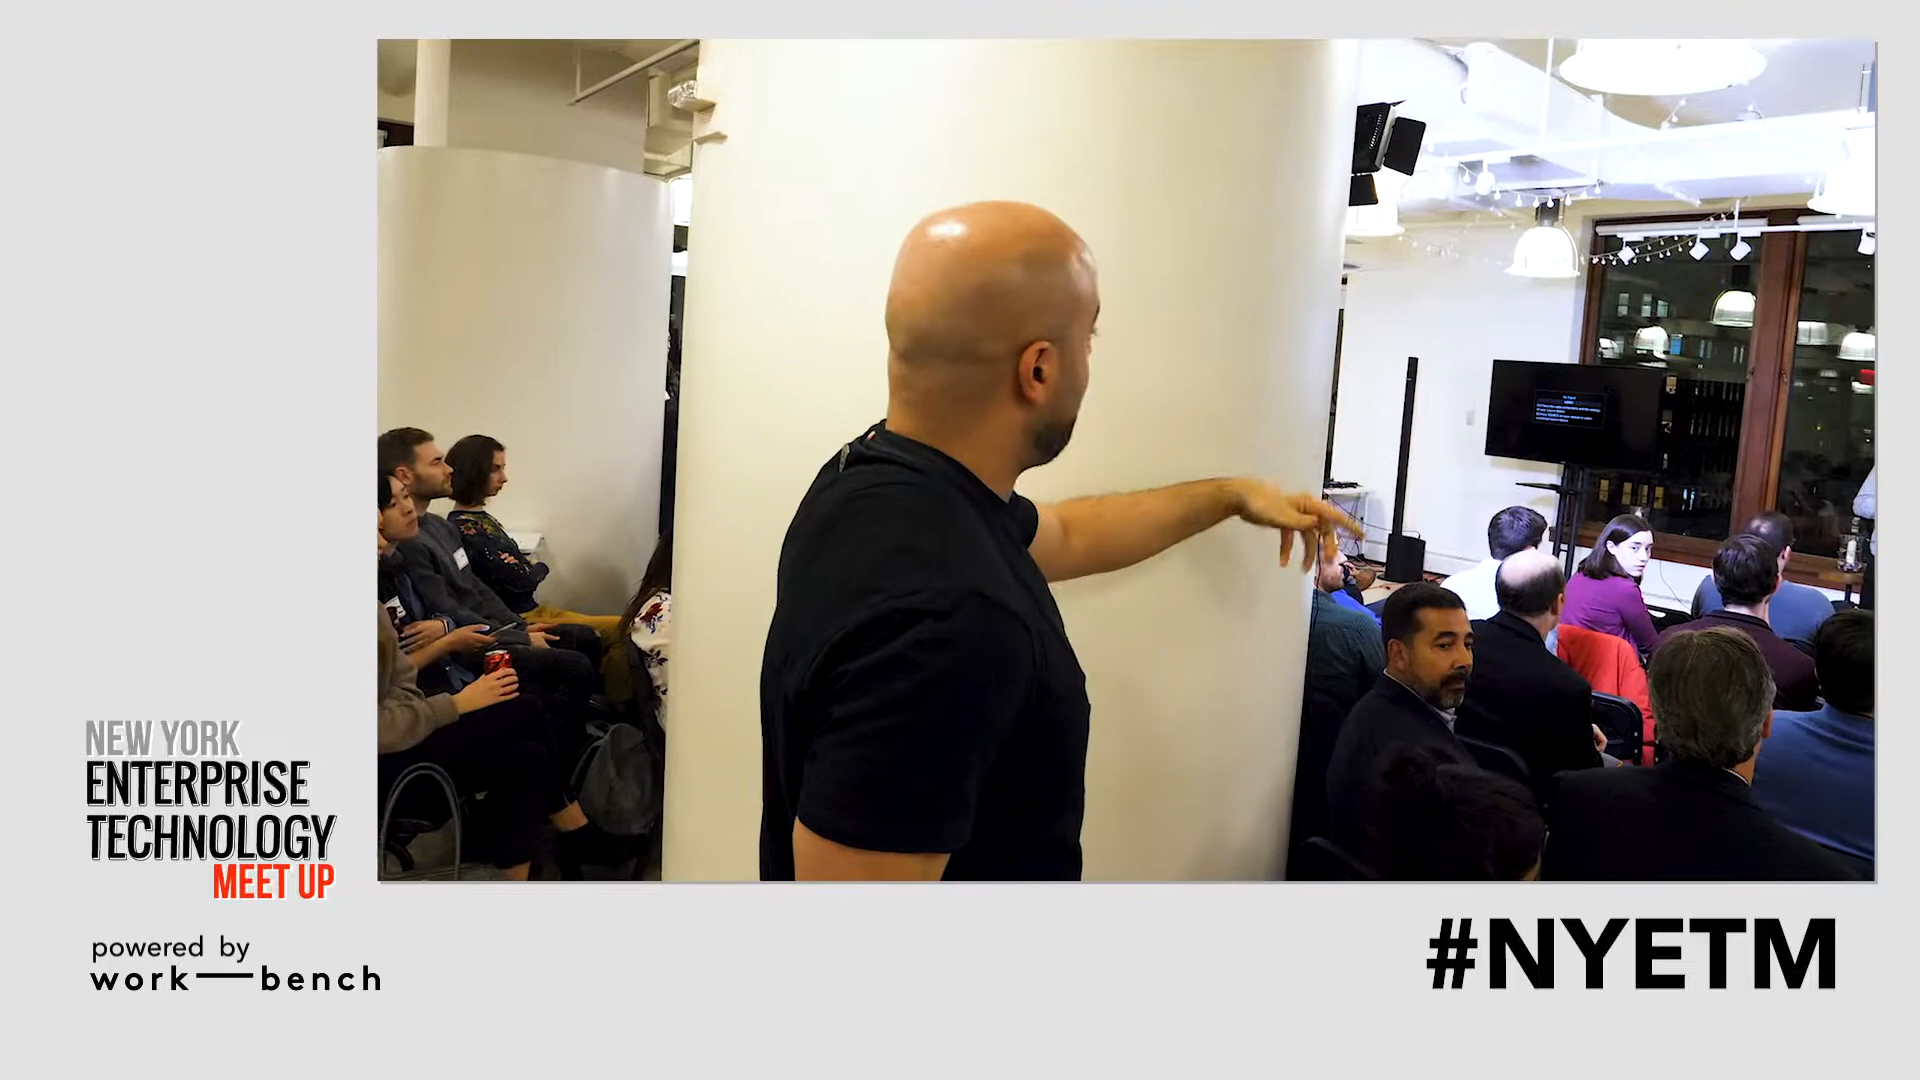 NEW YORK
ENTERPRISE
TECHNOLOGY
MEET UP
powered by
work—bench
#NYETM